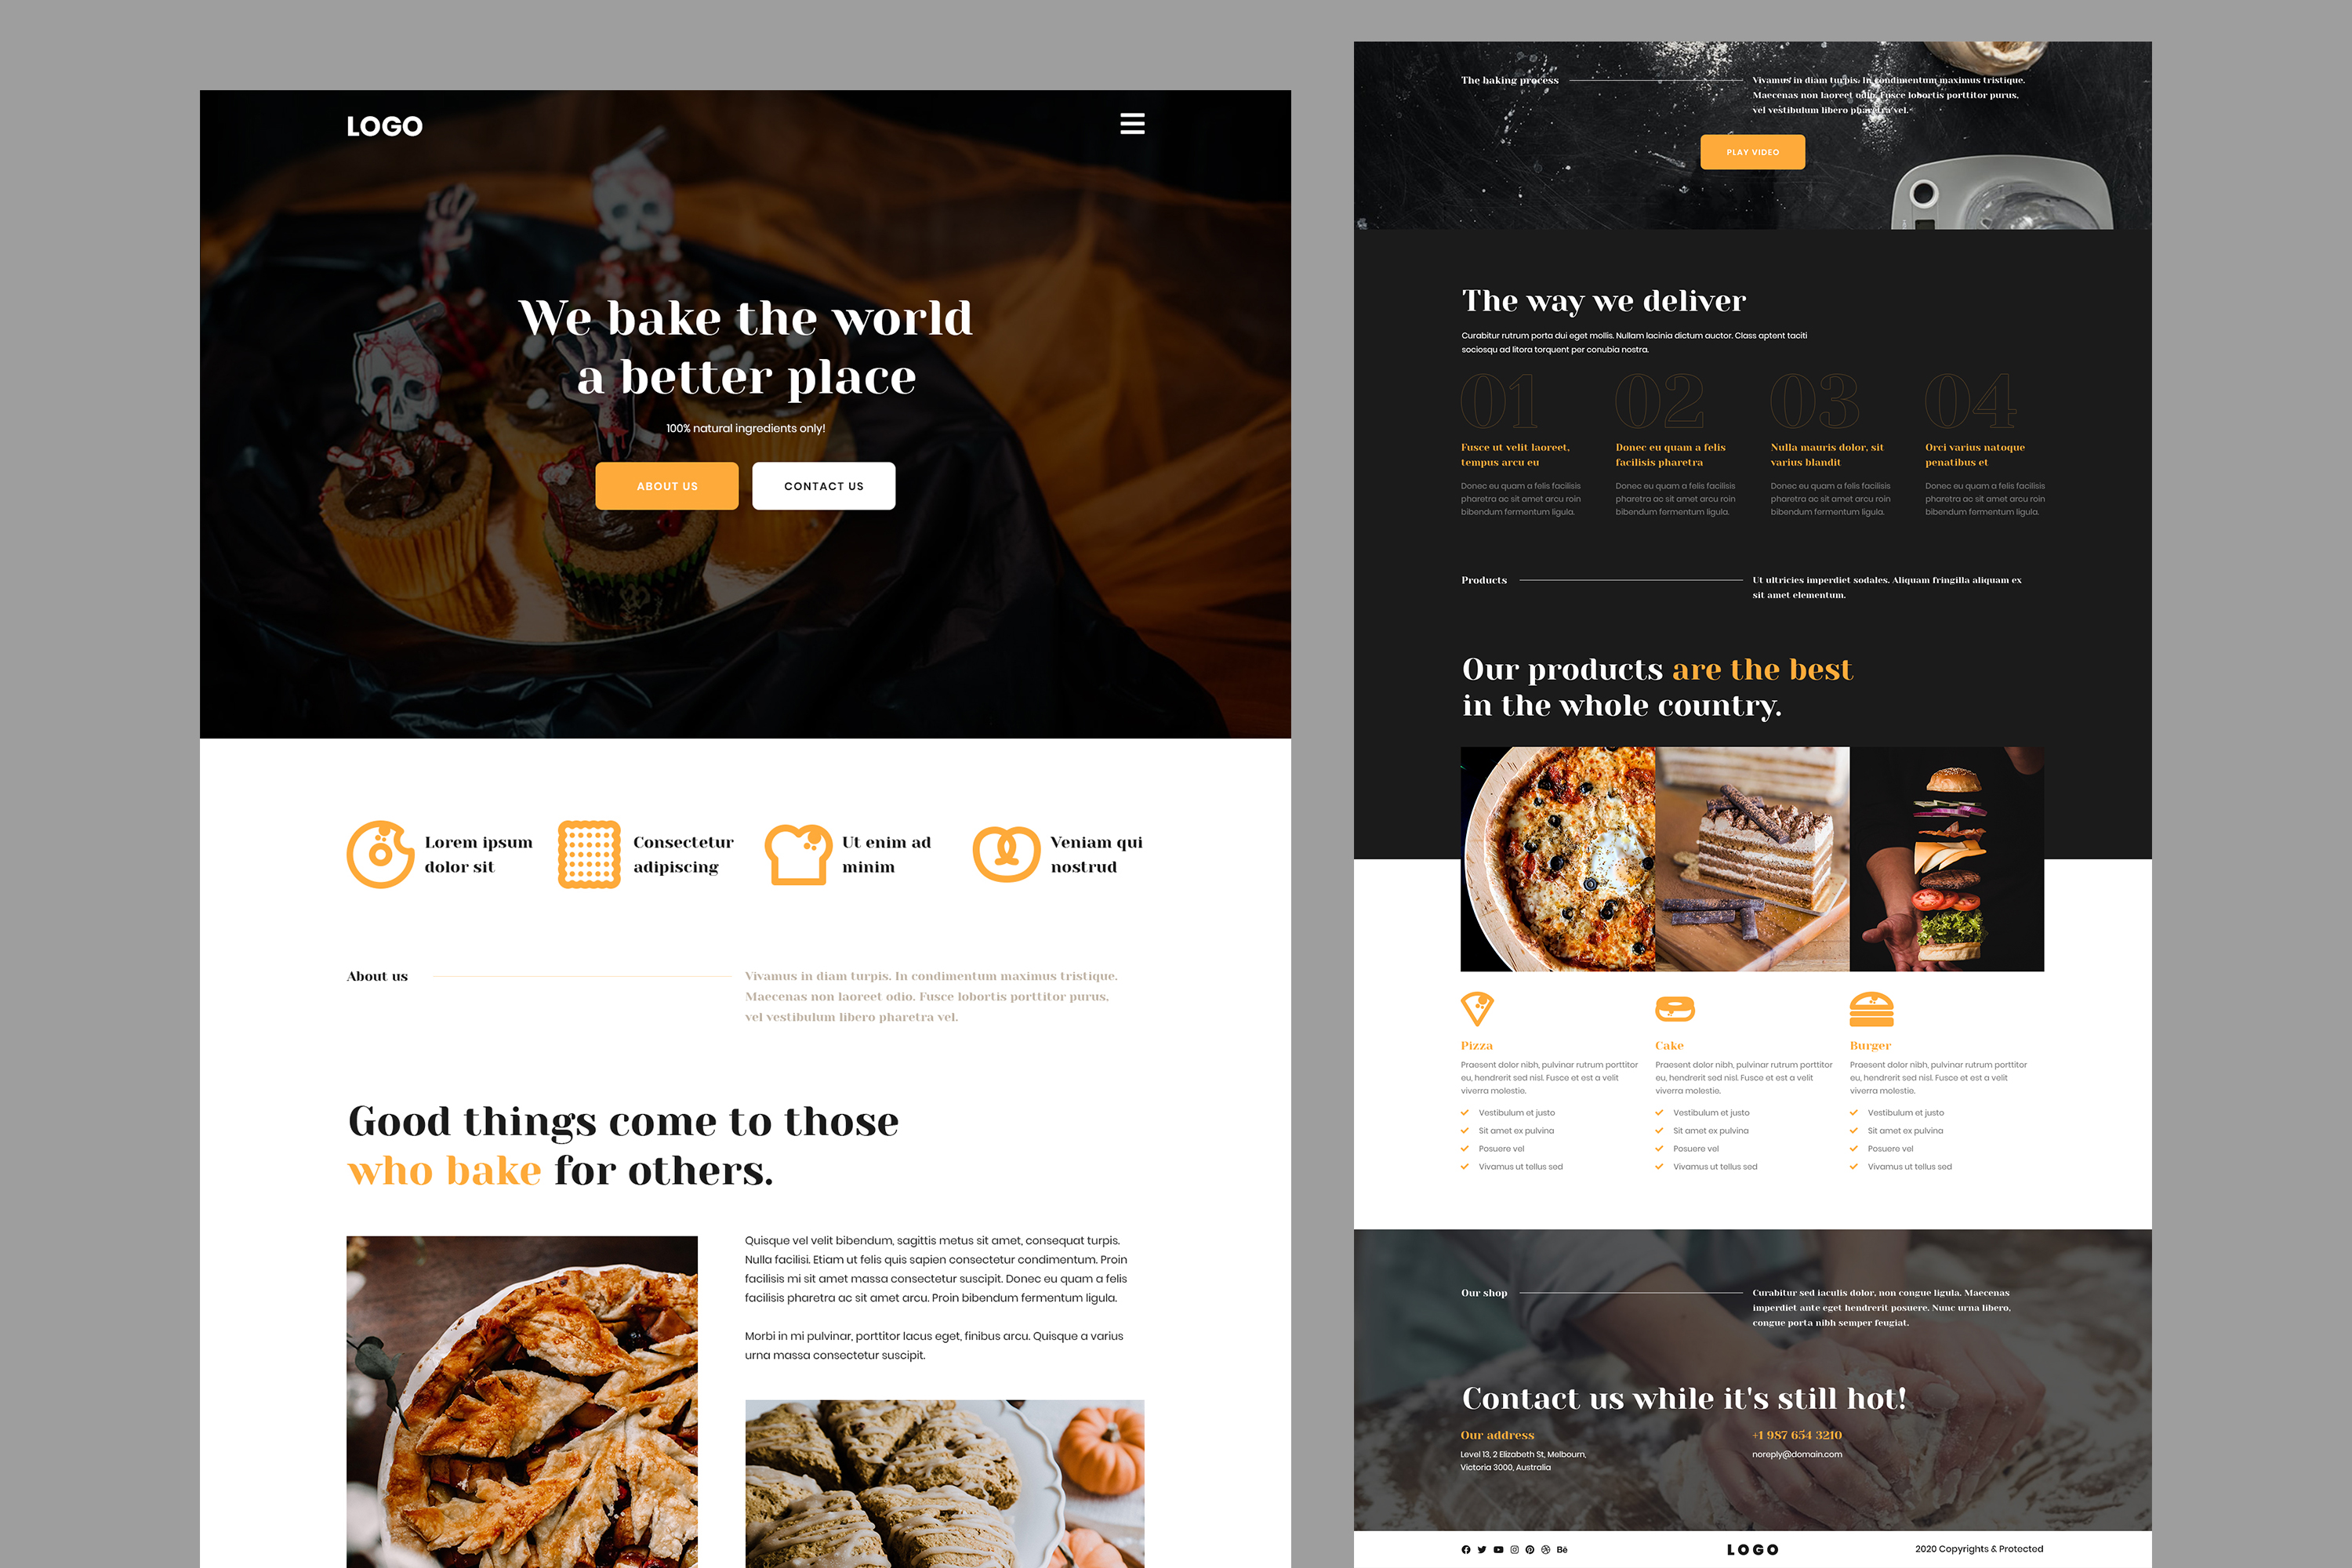 LOGO
We bake the world
a better place
100% natural ingredients only!
ABOUT US
CONTACT US
Lorem ipsum
dolor sit
Consectetur
adipiscing
Ut enim ad
minim
Veniam qui
nostrud
About us
Vivamus in diam turpis. In condimentum maximus tristique.
Maecenas non laoreet odio. Fusce lobortis porttitor purus,
vel vestibulum libero pharetra vel.
Good things come to those
who bake for others.
Quisque vel velit bibendum, sagittis metus sit amet, consequat turpis.
Nulla facilisi. Etiam ut felis quis sapien consectetur condimentum. Proin
facilisis mi sit amet massa consectetur suscipit. Donec eu quam a felis
facilisis pharetra ac sit amet arcu. Proin bibendum fermentum ligula.
Morbi in mi pulvinar, porttitor lacus eget, finibus arcu. Quisque a varius
urna massa consectetur suscipit.
The baking process
Vivamus in diam turpis. In condimentum maximus tristique.
Maecenas non laoreet odio. Fusce lobortis porttitor purus,
vel vestibulum libero pharetra vel.
PLAY VIDEO
The way we deliver
Curabitur rutrum porta dui eget mollis. Nullam lacinia dictum auctor. Class aptent taciti
sociosqu ad litora torquent per conubia nostra.
01
Fusce ut velit laoreet,
tempus arcu eu
Donec eu quam a felis facilisis
pharetra ac sit amet arcu roin
bibendum fermentum ligula.
02
Donec eu quam a felis
facilisis pharetra
Donec eu quam a felis facilisis
pharetra ac sit amet arcu roin
bibendum fermentum ligula.
03
Nulla mauris dolor, sit
varius blandit
Donec eu quam a felis facilisis
pharetra ac sit amet arcu roin
bibendum fermentum ligula.
04
Orci varius natoque
penatibus et
Donec eu quam a felis facilisis
pharetra ac sit amet arcu roin
bibendum fermentum ligula.
Products
Ut ultricies imperdiet sodales. Aliquam fringilla aliquam ex
sit amet elementum.
Our products are the best
in the whole country.
Pizza
Praesent dolor nibh, pulvinar rutrum porttitor
eu, hendrerit sed nisl. Fusce et est a velit
viverra molestie.
Vestibulum et justo
Sit amet ex pulvina
Posuere vel
Vivamus ut tellus sed
Cake
Praesent dolor nibh, pulvinar rutrum porttitor
eu, hendrerit sed nisl. Fusce et est a velit
viverra molestie.
Vestibulum et justo
Sit amet ex pulvina
Posuere vel
Vivamus ut tellus sed
Burger
Praesent dolor nibh, pulvinar rutrum porttitor
eu, hendrerit sed nisl. Fusce et est a velit
viverra molestie.
Vestibulum et justo
Sit amet ex pulvina
Posuere vel
Vivamus ut tellus sed
Our shop
Curabitur sed iaculis dolor, non congue ligula. Maecenas
imperdiet ante eget hendrerit posuere. Nunc urna libero,
congue porta nibh semper feugiat.
Contact us while it's still hot!
Our address
Level 13, 2 Elizabeth St, Melbourn,
Victoria 3000, Australia
+1 987 654 3210
noreply@domain.com
LOGO
2020 Copyrights & Protected